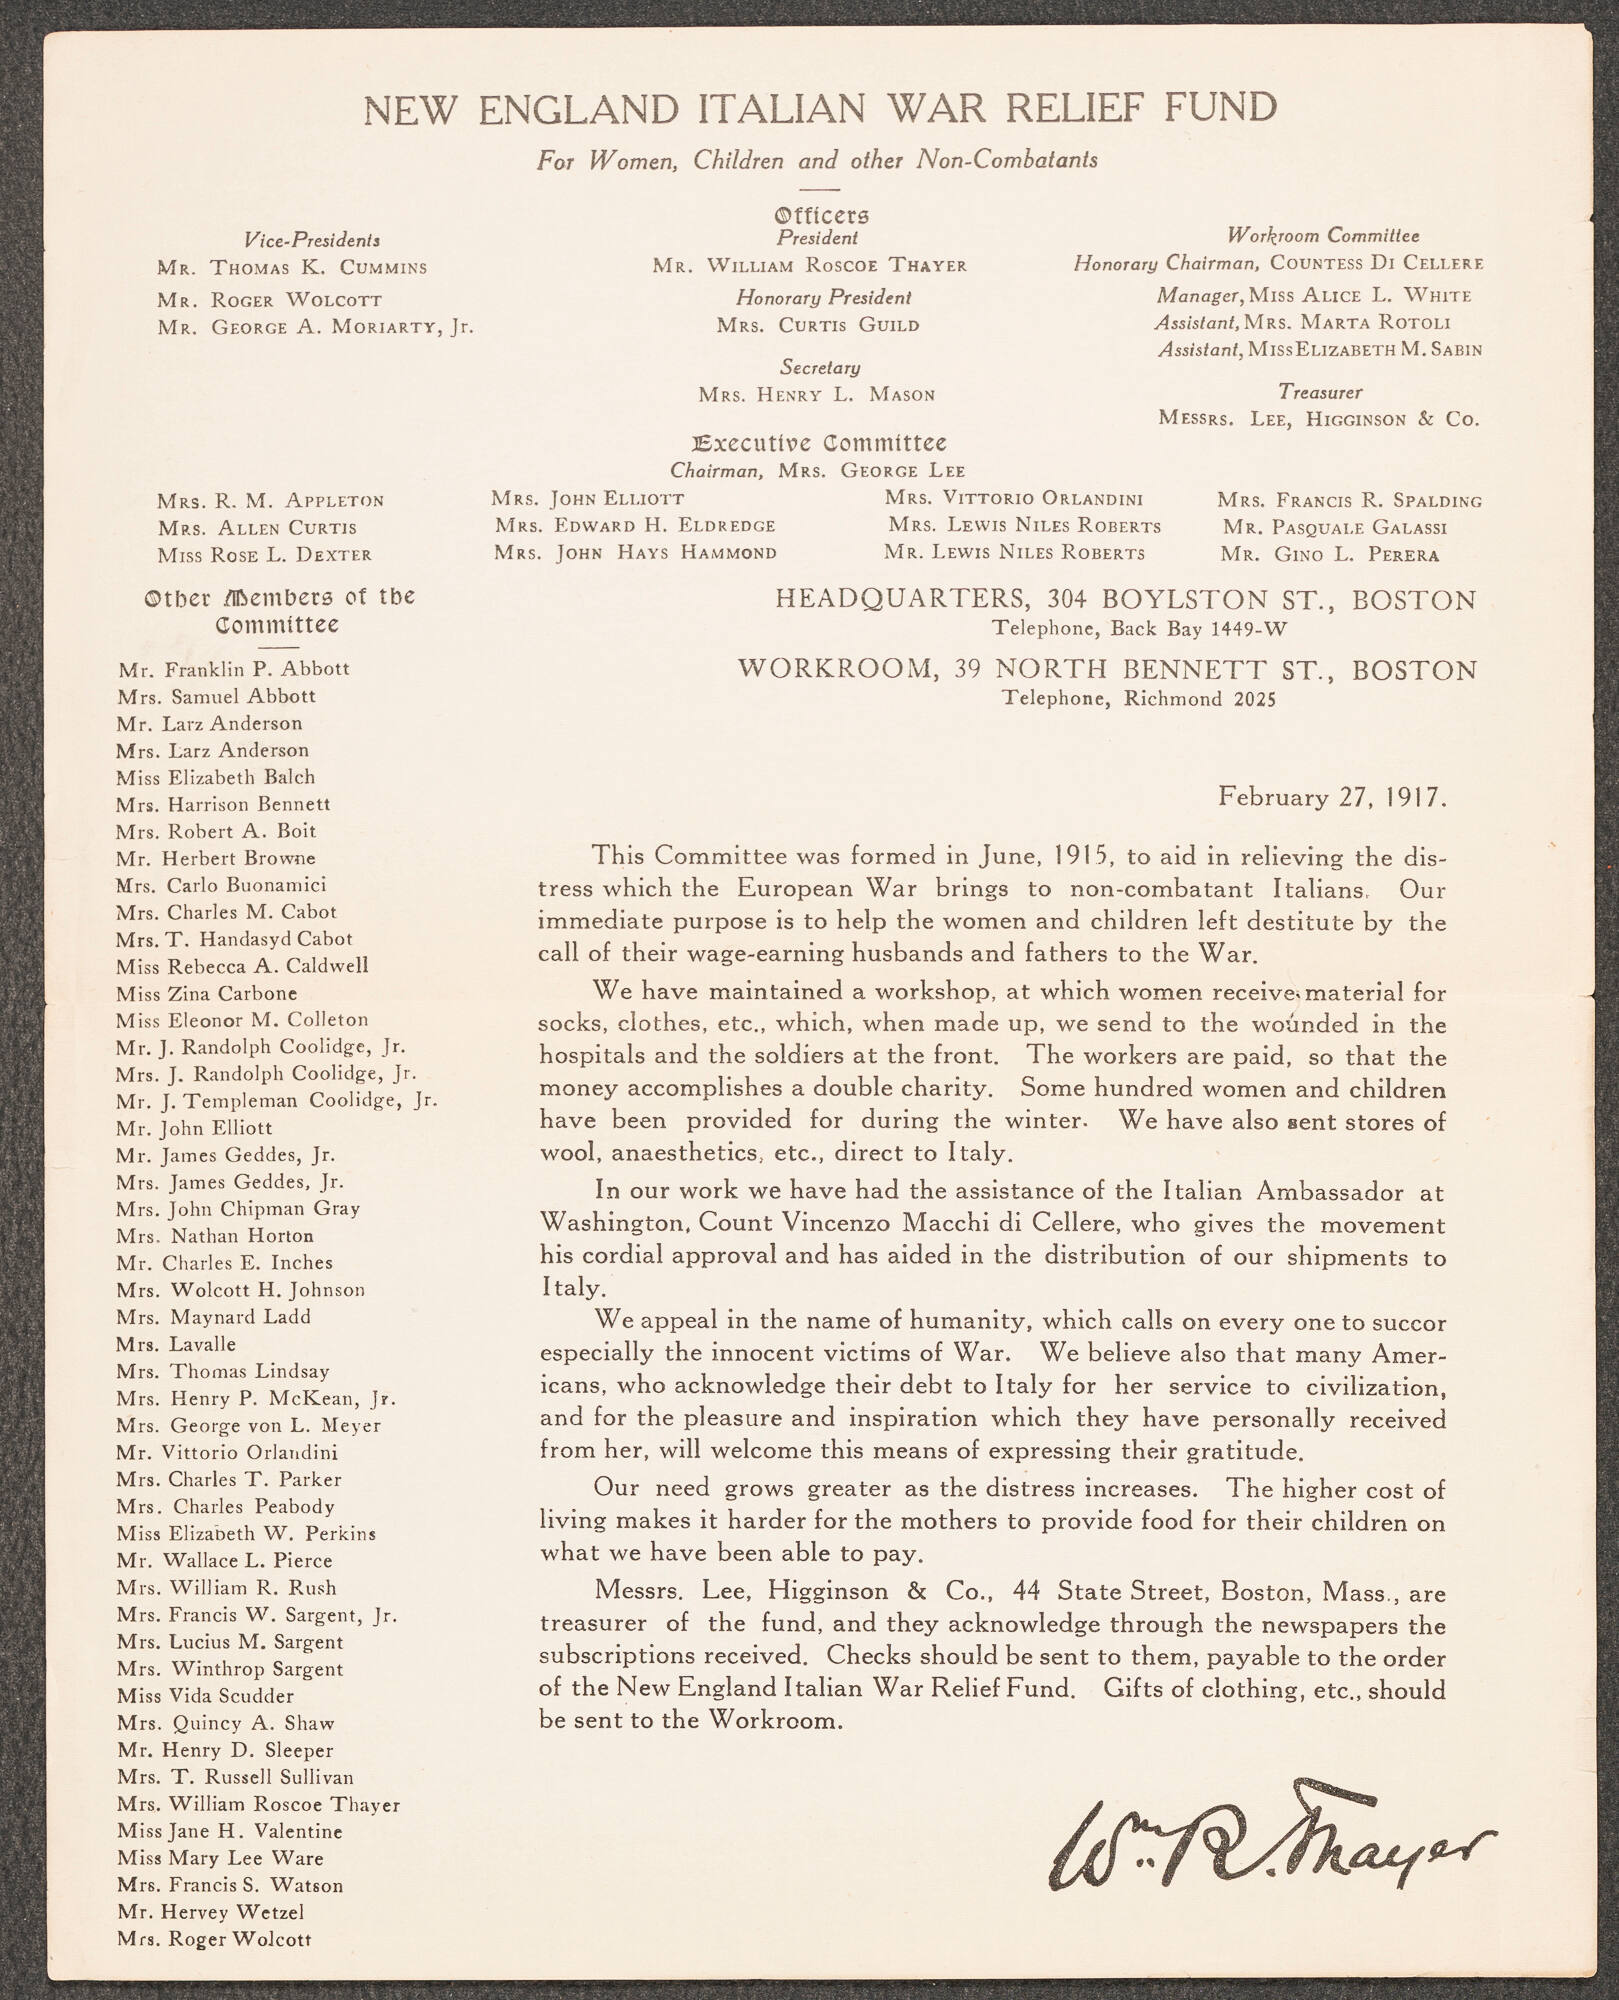 NEW ENGLAND ITALIAN WAR RELIEF FUND
For Women, Children and other Non-Combatants
Officers
Vice-Presidents
MR. THOMAS K. CUMMINS
MR. ROGER WOLCOTT
MR. GEORGE A. MORIARTY, Jr.
President
MR. WILLIAM ROSCOE THAYER
Honorary President
MRS. CURTIS GUILD
Secretary
MRS. HENRY L. MASON
Workroom Committee
Honorary Chairman, COUNTESS DI CELLERE
Manager, MISS ALICE L. WHITE
Assistant, MRS. MARTA ROTOLI
Assistant, MISS ELIZABETH M. SABIN
Treasurer
MESSRS. LEE, HIGGINSON & CO.
Executive Committee
Chairman, MRS. GEORGE LEE
MRS. R. M. APPLETON
MRS. ALLEN CURTIS
MISS ROSE L. DEXTER
MRS. JOHN ELLIOTT
MRS. EDWARD H. ELDREDGE
MRS. JOHN HAYS HAMMOND
MRS. VITTORIO ORLANDINI
MRS. LEWIS NILES ROBERTS
MR. LEWIS NILES ROBERTS
MRS. FRANCIS R. SPALDING
MR. PASQUALE GALASSI
MR. GINO L. PERERA
Other Members of the
Committee
Mr. Franklin P. Abbott
Mrs. Samuel Abbott
Mr. Larz Anderson
Mrs. Larz Anderson
Miss Elizabeth Balch
Mrs. Harrison Bennett
Mrs. Robert A. Boit
Mr. Herbert Browne
Mrs. Carlo Buonamici
Mrs. Charles M. Cabot
Mrs. T. Handasyd Cabot
Miss Rebecca A. Caldwell
Miss Zina Carbone
Miss Eleonor M. Colleton
Mr. J. Randolph Coolidge, Jr.
Mrs. J. Randolph Coolidge, Jr.
Mr. J. Templeman Coolidge, Jr.
Mr. John Elliott
Mr. James Geddes, Jr.
Mrs. James Geddes, Jr.
Mrs. John Chipman Gray
Mrs. Nathan Horton
Mr. Charles E. Inches
Mrs. Wolcott H. Johnson
Mrs. Maynard Ladd
Mrs. Lavalle
Mrs. Thomas Lindsay
Mrs. Henry P. McKean, Jr.
Mrs. George von L. Meyer
Mr. Vittorio Orlandini
Mrs. Charles T. Parker
Mrs. Charles Peabody
Miss Elizabeth W. Perkins
Mr. Wallace L. Pierce
Mrs. William R. Rush
Mrs. Francis W. Sargent, Jr.
Mrs. Lucius M. Sargent
Mrs. Winthrop Sargent
Miss Vida Scudder
Mrs. Quincy A. Shaw
Mr. Henry D. Sleeper
Mrs. T. Russell Sullivan
Mrs. William Roscoe Thayer
Miss Jane H. Valentine
Miss Mary Lee Ware
Mrs. Francis S. Watson
Mr. Hervey Wetzel
Mrs. Roger Wolcott
HEADQUARTERS, 304 BOYLSTON ST., BOSTON
Telephone, Back Bay 1449-W
WORKROOM, 39 NORTH BENNETT ST., BOSTON
Telephone, Richmond 2025
February 27, 1917.
This Committee was formed in June, 1915, to aid in relieving the dis-
tress which the European War brings to non-combatant Italians. Our
immediate purpose is to help the women and children left destitute by the
call of their wage-earning husbands and fathers to the War.
We have maintained a workshop, at which women receive material for
socks, clothes, etc., which, when made up, we send to the wounded in the
hospitals and the soldiers at the front. The workers are paid, so that the
money accomplishes a double charity. Some hundred women and children
have been provided for during the winter. We have also sent stores of
wool, anaesthetics, etc., direct to Italy.
In our work we have had the assistance of the Italian Ambassador at
Washington, Count Vincenzo Macchi di Cellere, who gives the movement
his cordial approval and has aided in the distribution of our shipments to
Italy.
We appeal in the name of humanity, which calls on every one to succor
especially the innocent victims of War. We believe also that many Amer-
icans, who acknowledge their debt to Italy for her service to civilization,
and for the pleasure and inspiration which they have personally received
from her, will welcome this means of expressing their gratitude.
Our need grows greater as the distress increases. The higher cost of
living makes it harder for the mothers to provide food for their children on
what we have been able to pay.
Messrs. Lee, Higginson & Co., 44 State Street, Boston, Mass., are
treasurer of the fund, and they acknowledge through the newspapers the
subscriptions received. Checks should be sent to them, payable to the order
of the New England Italian War Relief Fund. Gifts of clothing, etc., should
be sent to the Workroom.
Wm. R. Thayer